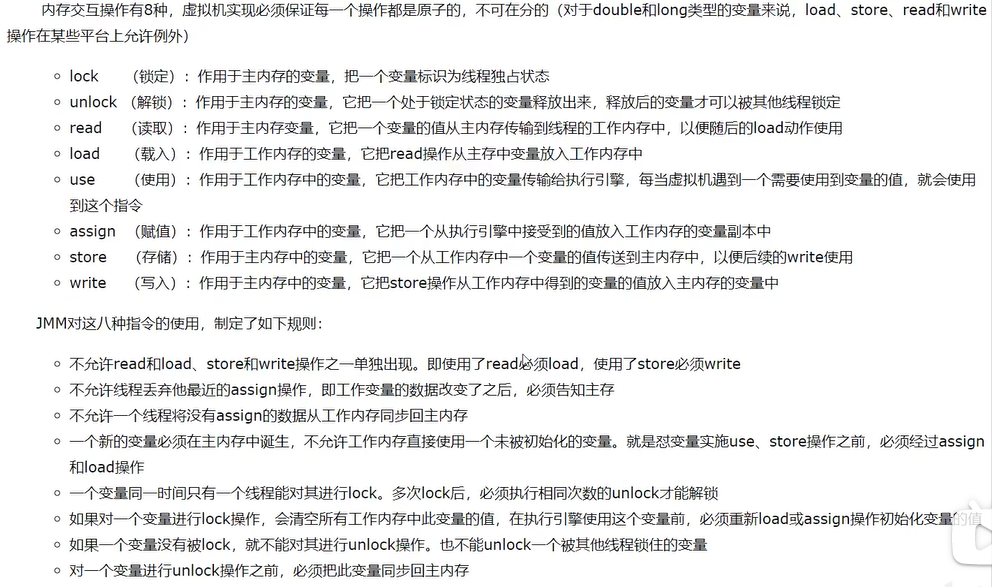 内存交互操作有8种，虚拟机实现必须保证每一个操作都是原子的，不可在分的（对于double和long类型的变量来说，load、store、read和write
操作在某些平台上允许例外）
lock （锁定）：作用于主内存的变量，把一个变量标识为线程独占状态
unlock （解锁）：作用于主内存的变量，它把一个处于锁定状态的变量释放出来，释放后的变量才可以被其他线程锁定
read （读取）：作用于主内存变量，它把一个变量的值从主内存传输到线程的工作内存中，以便随后的load动作使用
load （载入）：作用于工作内存的变量，它把read操作从主存中变量放入工作内存中
use （使用）：作用于工作内存中的变量，它把工作内存中的变量传输给执行引擎，每当虚拟机遇到一个需要使用到变量的值，就会使用
到这个指令
assign （赋值）：作用于工作内存中的变量，它把一个从执行引擎中接受到的值放入工作内存的变量副本中
store （存储）：作用于主内存中的变量，它把一个从工作内存中一个变量的值传送到主内存中，以便后续的write使用
write （写入）：作用于主内存中的变量，它把store操作从工作内存中得到的变量的值放入主内存的变量中
JMM对这八种指令的使用，制定了如下规则：
不允许read和load、store和write操作之一单独出现。即使用了read必须load，使用了store必须write
不允许线程丢弃他最近的assign操作，即工作变量的数据改变了之后，必须告知主存
不允许一个线程将没有assign的数据从工作内存同步回主内存
一个新的变量必须在主内存中诞生，不允许工作内存直接使用一个未被初始化的变量。就是怼变量实施use、store操作之前，必须经过assign
和load操作
一个变量同一时间只有一个线程能对其进行lock。多次lock后，必须执行相同次数的unlock才能解锁
如果对一个变量进行lock操作，会清空所有工作内存中此变量的值，在执行引擎使用这个变量前，必须重新load或assign操作初始化变量的值
如果一个变量没有被lock，就不能对其进行unlock操作。也不能unlock一个被其他线程锁住的变量
对一个变量进行unlock操作之前，必须把此变量同步回主内存